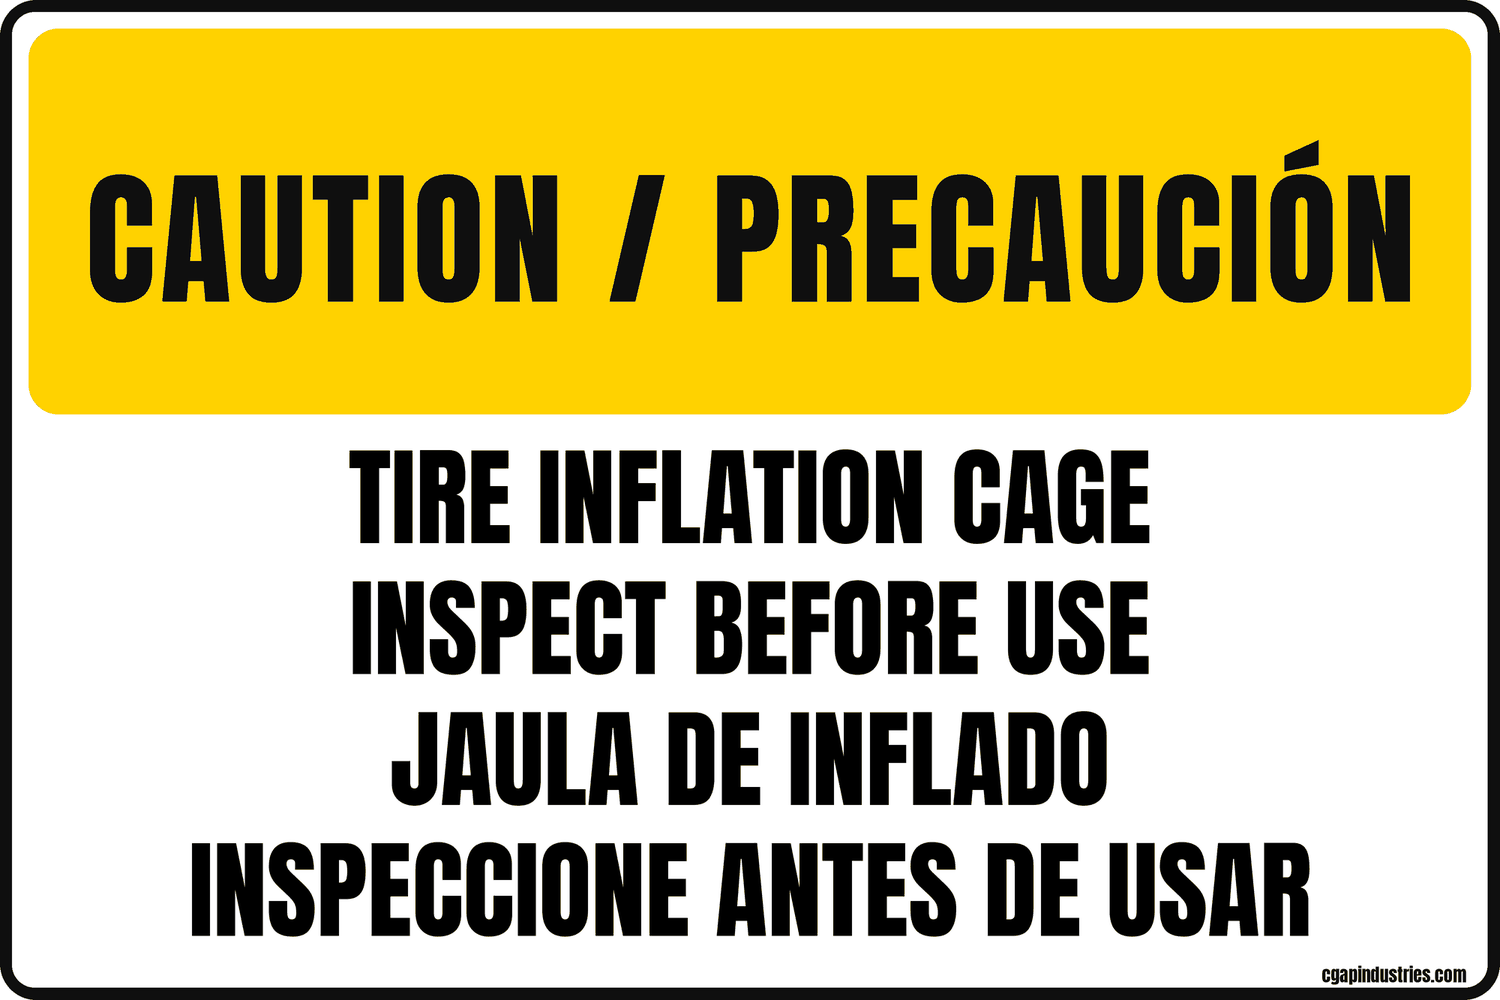 CAUTION / PRECAUCIÓN
TIRE INFLATION CAGE
INSPECT BEFORE USE
JAULA DE INFLADO
INSPECCIONE ANTES DE USAR
cgapindustries.com